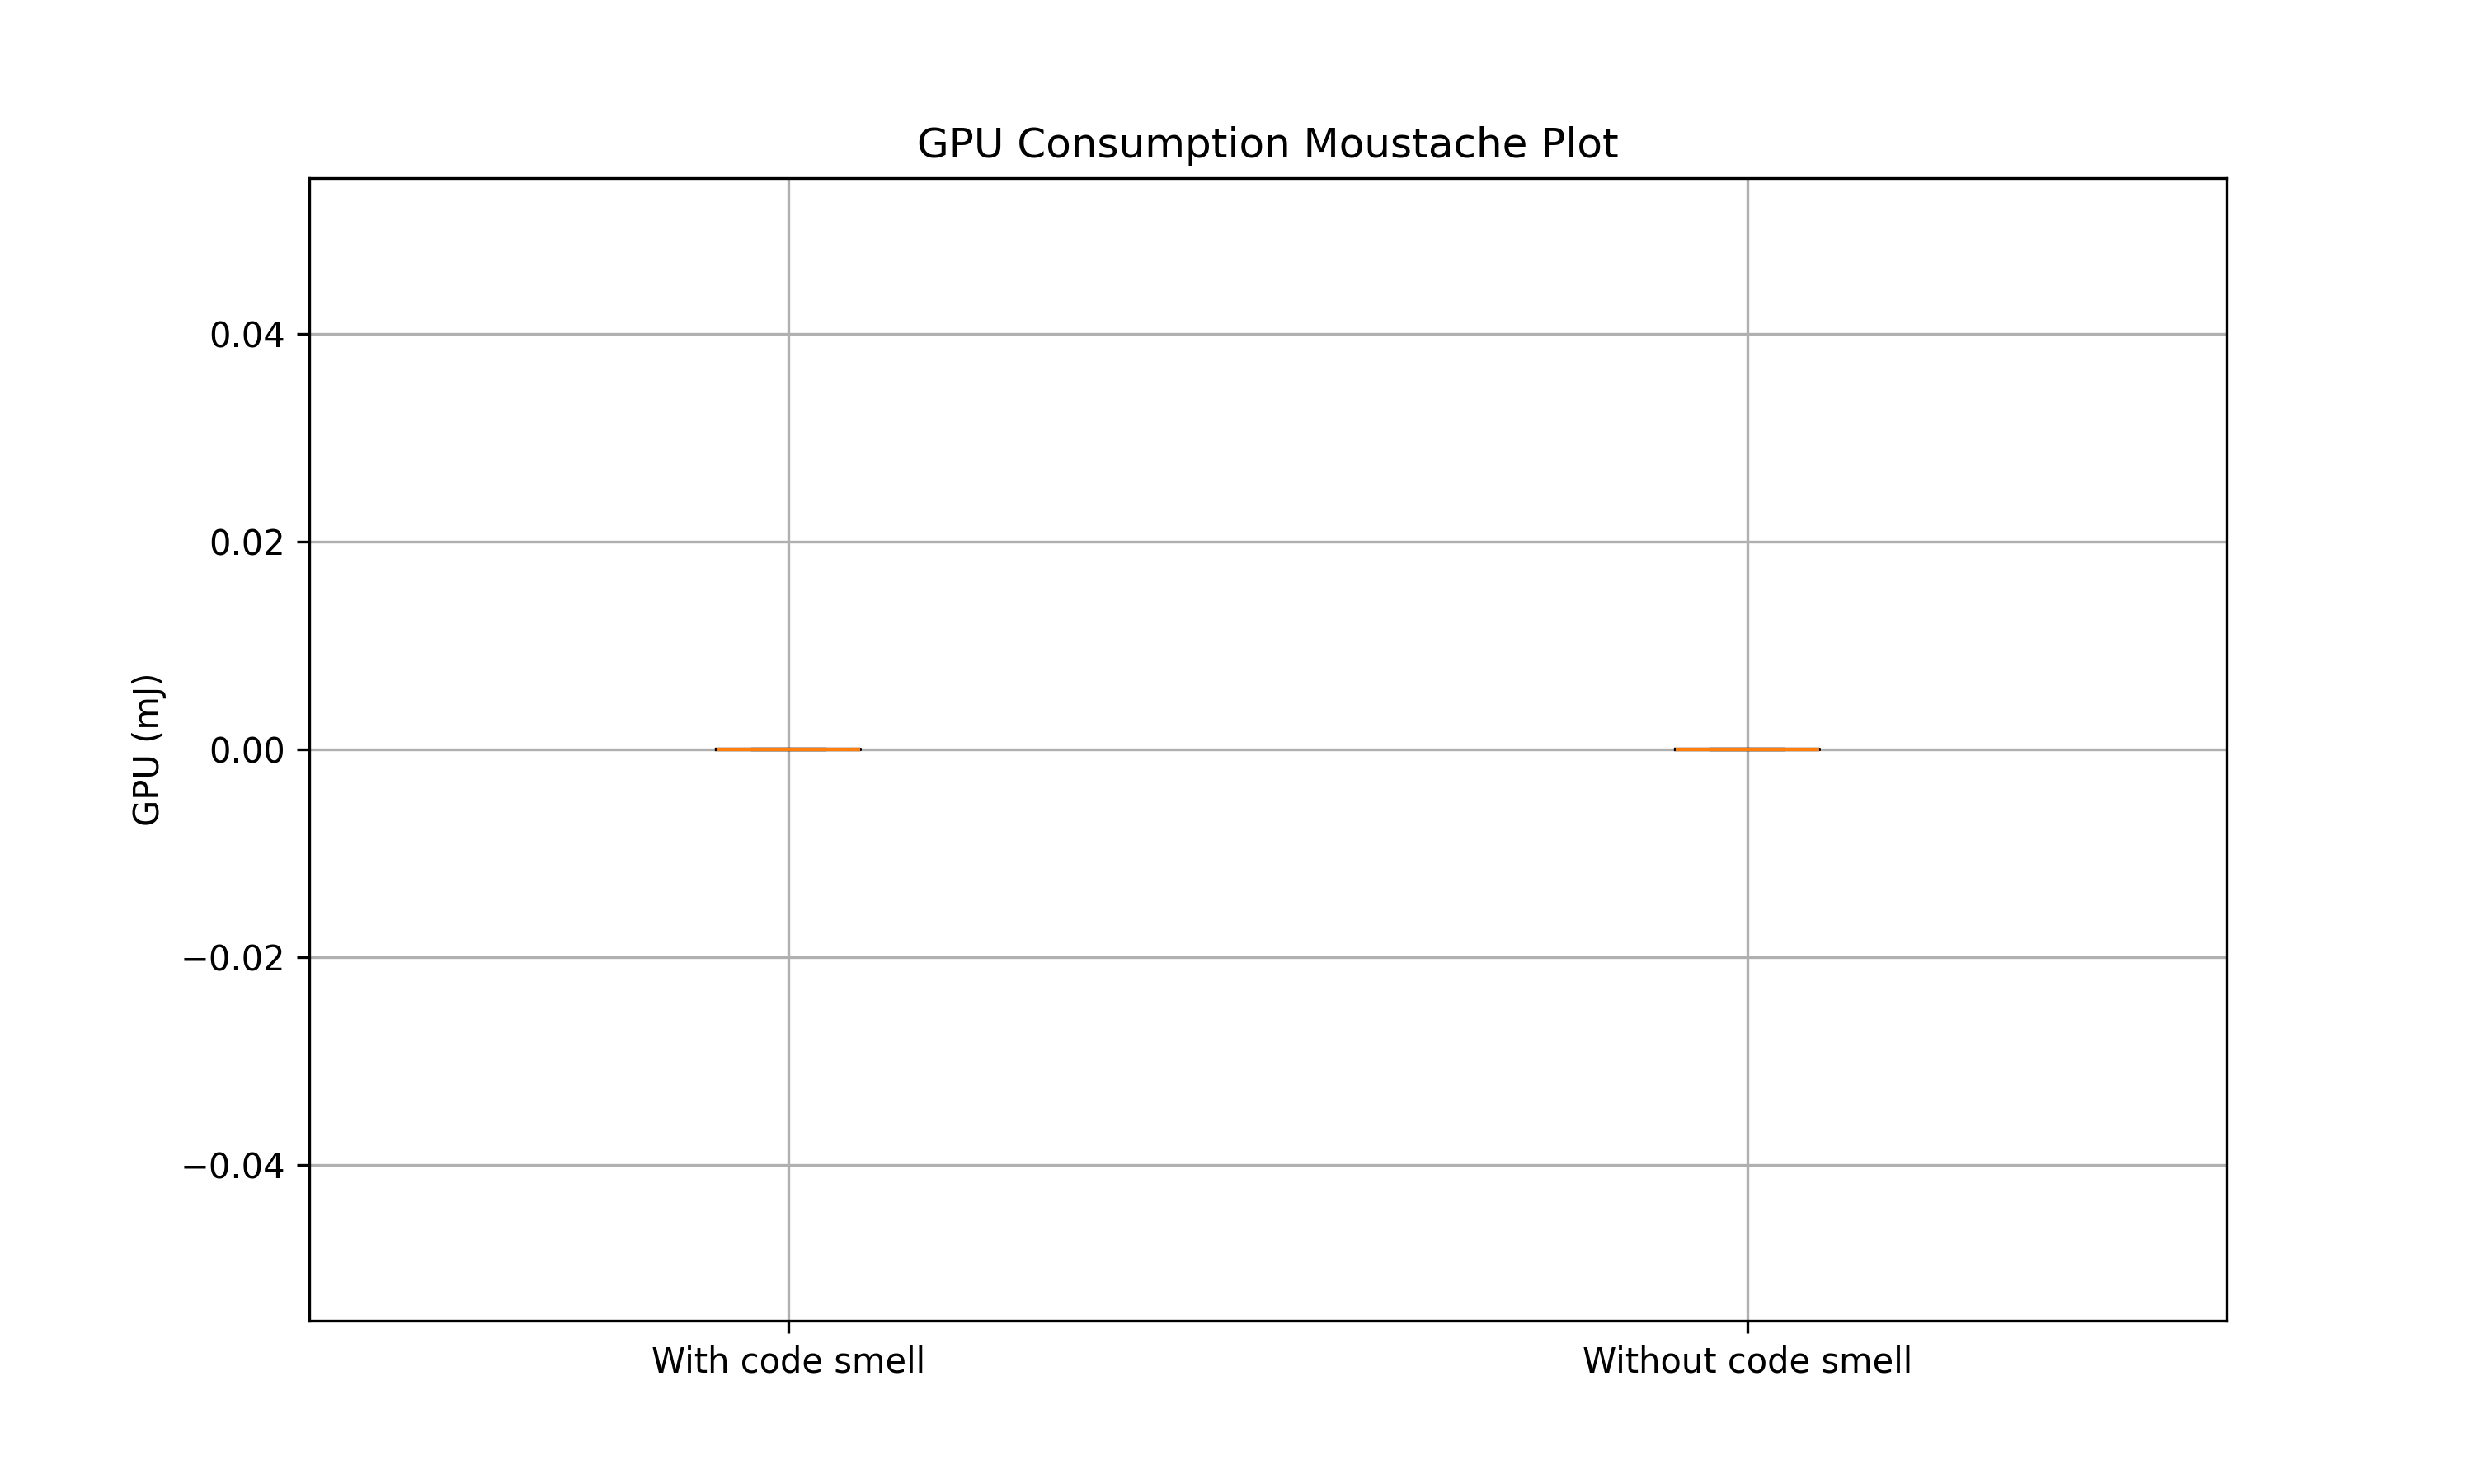 GPU Consumption Moustache Plot
GPU (mJ)
0.04
0.02
0.00
−0.02
−0.04
With code smell
Without code smell